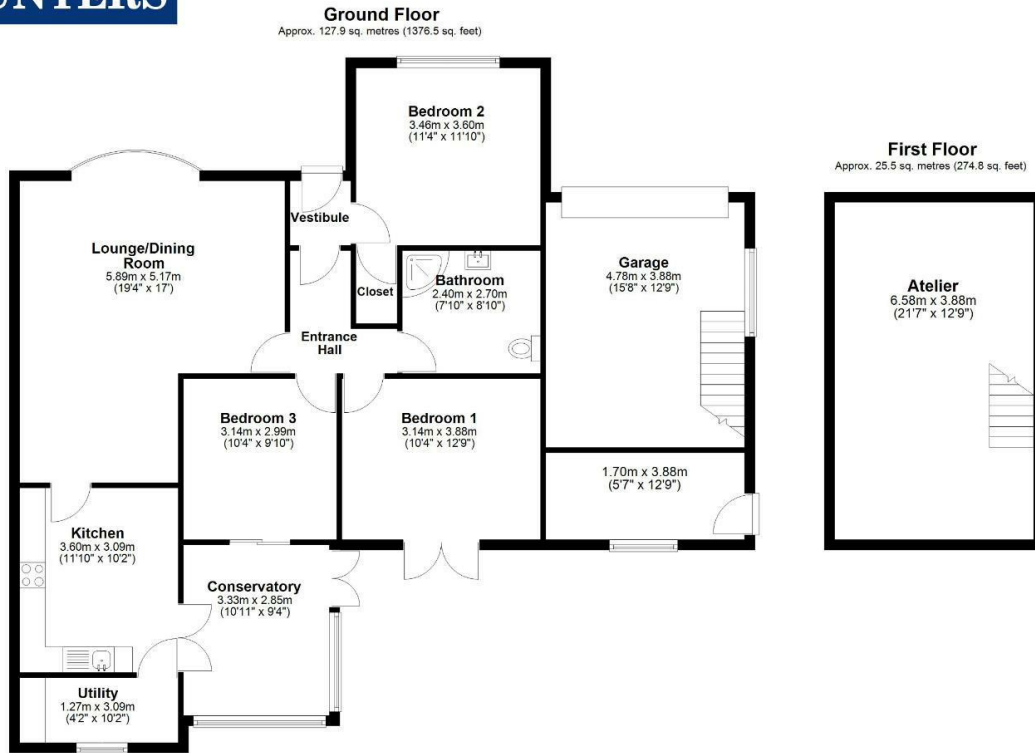 Ground Floor
Approx. 127.9 sq. metres (1376.5 sq. feet)
Bedroom 2
3.46m x 3.60m
(11'4" x 11'10")
First Floor
Approx. 25.5 sq. metres (274.8 sq. feet)
Vestibule
Lounge/Dining
Room
5.89m x 5.17m
(19'4" x 17')
Closet
Bathroom
2.40m x 2.70m
(7'10" x 8'10")
Garage
4.78m x 3.88m
(15'8" x 12'9")
Atelier
6.58m x 3.88m
(21'7" x 12'9")
Entrance
Hall
Bedroom 3
3.14m x 2.99m
(10'4" x 9'10")
Bedroom 1
3.14m x 3.88m
(10'4" x 12'9")
1.70m x 3.88m
(5'7" x 12'9")
Kitchen
3.60m x 3.09m
(11'10" x 10'2")
Conservatory
3.33m x 2.85m
(10'11" x 9'4")
Utility
1.27m x 3.09m
(4'2" x 10'2")